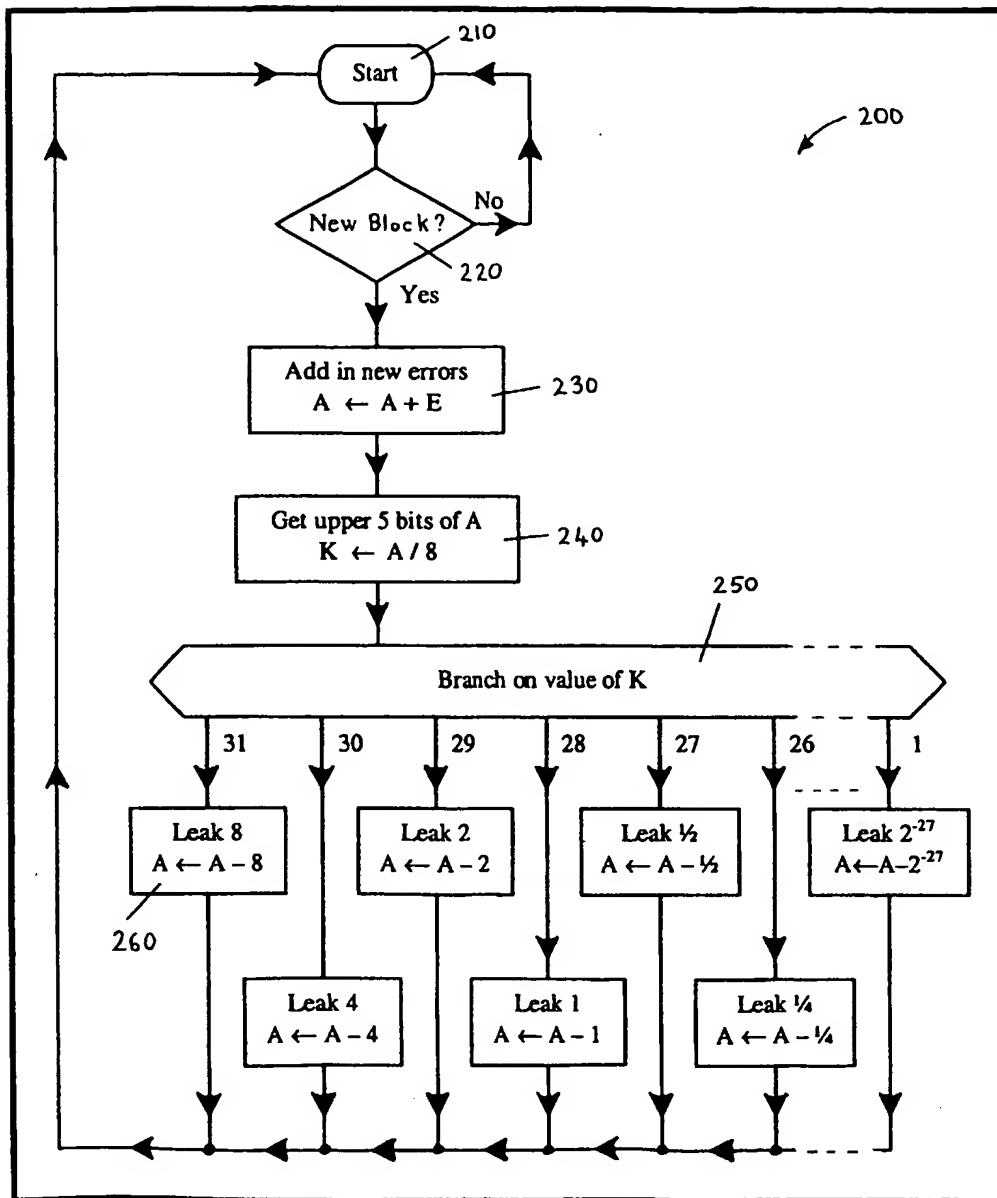 210
Start
200
No
New Block?
220
Yes
Add in new errors
A ← A + E
230
Get upper 5 bits of A
K ← A / 8
240
250
Branch on value of K
31
30
29
28
27
26
1
Leak 8
A ← A – 8
Leak 2
A ← A – 2
Leak ½
A ← A – ½
Leak 2⁻²⁷
A←A–2⁻²⁷
260
Leak 4
A ← A – 4
Leak 1
A ← A – 1
Leak ¼
A ← A – ¼